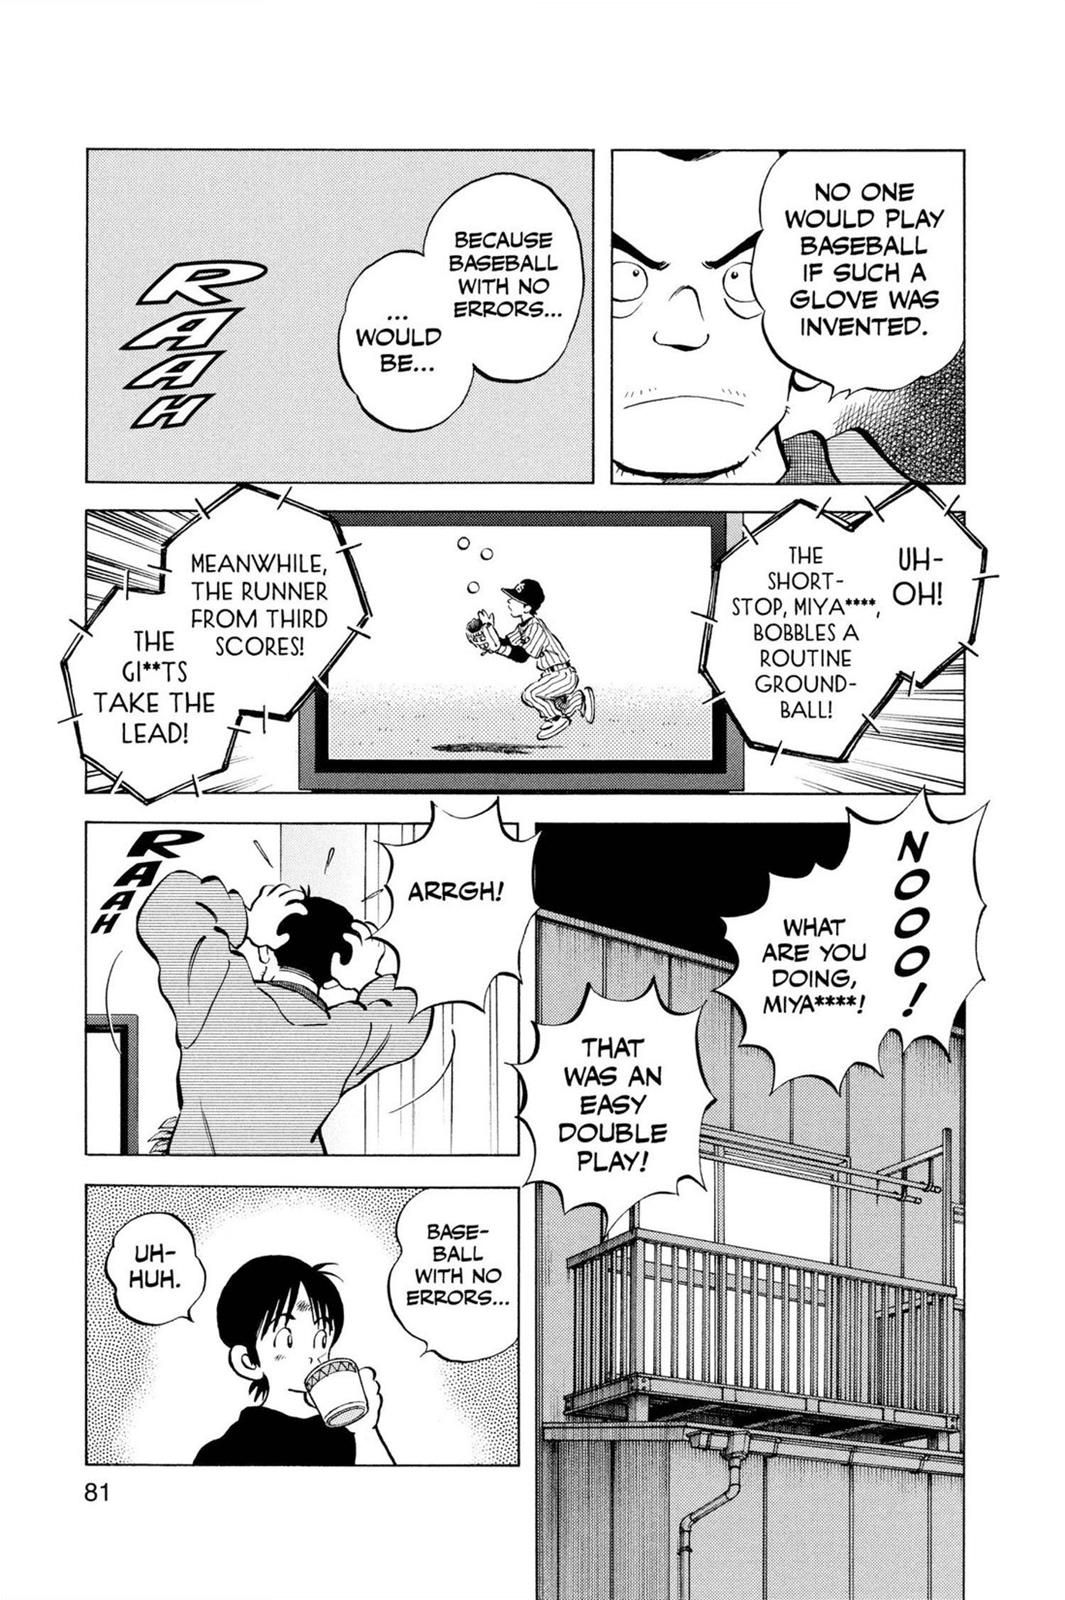 NO ONE
WOULD PLAY
BASEBALL
IF SUCH A
GLOVE WAS
INVENTED.
BECAUSE
BASEBALL
WITH NO
ERRORS...
...
WOULD
BE...
RAAH
UH-
OH!
THE
SHORT-
STOP, MIYA****,
BOBBLES A
ROUTINE
GROUND-
BALL!
MEANWHILE,
THE RUNNER
FROM THIRD
SCORES!
THE
GI**TS
TAKE THE
LEAD!
NOOO!
WHAT
ARE YOU
DOING,
MIYA****!
THAT
WAS AN
EASY
DOUBLE
PLAY!
ARRGH!
RAAH
BASE-
BALL
WITH NO
ERRORS...
UH-
HUH.
81